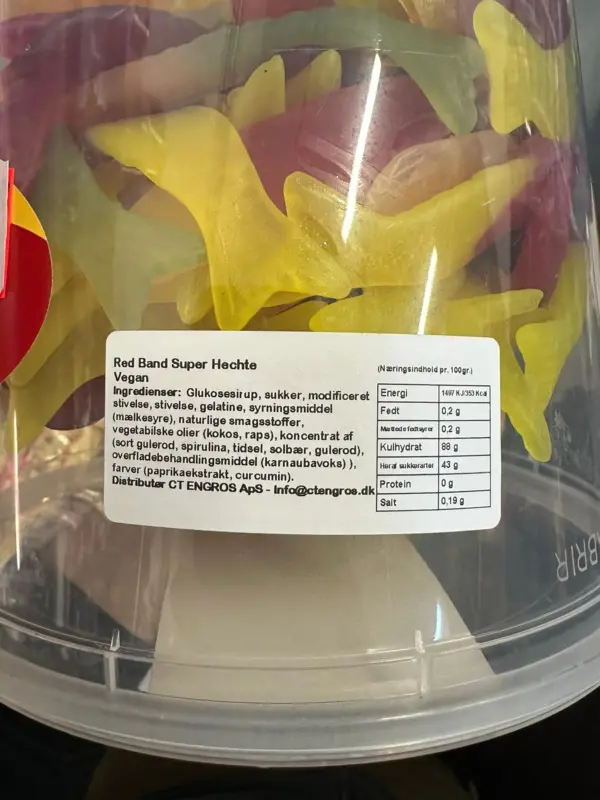 Red Band Super Hechte
Vegan
Ingredienser: Glukosesirup, sukker, modificeret
stivelse, stivelse, gelatine, syrningsmiddel
(mælkesyre), naturlige smagsstoffer,
vegetabilske olier (kokos, raps), koncentrat af
(sort gulerod, spirulina, tidsel, solbær, gulerod),
overfladebehandlingsmiddel (karnaubavoks) ),
farver (paprikaekstrakt, curcumin).
Distributør CT ENGROS ApS - Info@ctengros.dk
(Næringsindhold pr. 100gr.)
Energi 1497 KJ/353 Kcal
Fedt 0,2 g
Mættede fedtsyrer 0,2 g
Kulhydrat 88 g
Heraf sukkerarter 43 g
Protein 0 g
Salt 0,19 g
ABRIR